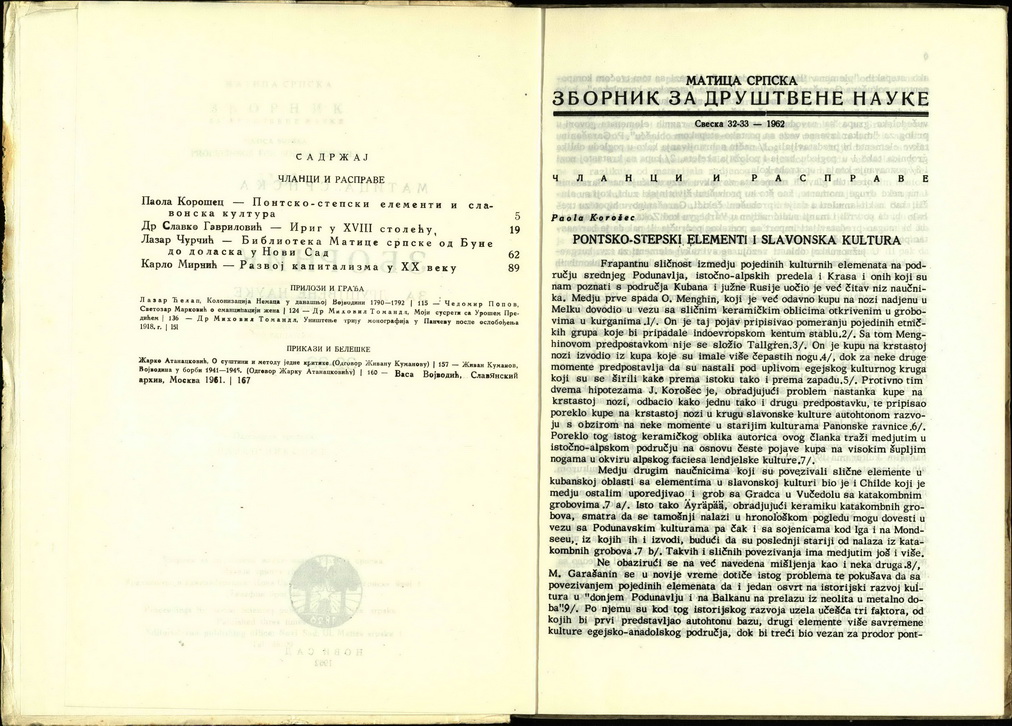 САДРЖАЈ
ЧЛАНЦИ И РАСПРАВЕ
Паола Корошец — Понтско-степски елементи и сла-
вонска култура 5
Др Славко Гавриловић — Ириг у XVIII столећу, 19
Лазар Чурчић — Библиотека Матице српске од Буне
до доласка у Нови Сад 62
Карло Мирнић — Развој капитализма у XX веку 89
ПРИЛОЗИ И ГРАЂА
Лазар Ћелап, Колонизација Немаца у данашњој Војводини 1790—1792 | 115 — Чедомир Попов,
Светозар Марковић о еманципацији жена | 124 — Др Миховил Томандл, Моји сусрети са Урошем Пре-
дићем | 136 — Др Миховил Томандл, Уништење трију монографија у Панчеву после ослобођења
1918. г. | 151
ПРИКАЗИ И БЕЛЕШКЕ
Жарко Атанацковић, О суштини и методу једне критике (Одговор Живану Куманову) | 157 — Живан Куманов,
Војводина у борби 1941—1945. (Одговор Жарку Атанацковићу) | 160 — Васа Војводић, Славянский
архив, Москва 1961. | 167
МАТИЦА СРПСКА
ЗБОРНИК ЗА ДРУШТВЕНЕ НАУКЕ
Свеска 32-33 — 1962
ЧЛАНЦИ И РАСПРАВЕ
Paola Korošec
PONTSKO-STEPSKI ELEMENTI I SLAVONSKA KULTURA
Frapantnu sličnost izmedju pojedinih kulturnih elemenata na pod-
ručju srednjeg Podunavlja, istočno-alpskih predela i Krasa i onih koji su
nam poznati s područja Kubana i južne Rusije uočio je već čitav niz naučni-
ka. Medju prve spada O. Menghin, koji je već odavno kupu na nozi nadjenu u
Melku dovodio u vezu sa sličnim keramičkim oblicima otkrivenim u grobo-
vima u kurganima,1/. On je taj pojav pripisivao pomeranju pojedinih etnič-
kih grupa koje bi pripadale indoevropskom kentum stablu.2/. Sa tom Meng-
hinovom predpostavkom nije se složio Tallgren.3/. On je kupu na krstastoj
nozi izvodio iz kupa koje su imale više čepastih nogu,4/, dok za neke druge
momente predpostavlja da su nastali pod uplivom egejskog kulturnog kruga
koji su se širili kako prema istoku tako i prema zapadu.5/. Protivno tim
dvema hipotezama J. Korošec je, obradjujući problem nastanka kupe na
krstastoj nozi, odbacio kako jednu tako i drugu predpostavku, te pripisao
poreklo kupe na krstastoj nozi u krugu slavonske kulture autohtonom razvo-
ju s obzirom na neke momente u starijim kulturama Panonske ravnice.6/.
Poreklo tog istog keramičkog oblika autorica ovog članka traži medjutim u
istočno-alpskom području na osnovu česte pojave kupa na visokim šupljim
nogama u okviru alpskog faciesa lendjelske kulture.7/.
Medju drugim naučnicima koji su povezivali slične elemente u
kubanskoj oblasti sa elementima u slavonskoj kulturi bio je i Childe koji je
medju ostalim uporedjivao i grob sa Gradca u Vučedolu sa katakombnim
grobovima.7 a/. Isto tako Äyräpää, obradjujući keramiku katakombnih gro-
bova, smatra da se tamošnji nalazi u hronološkom pogledu mogu dovesti u
vezu sa Podunavskim kulturama pa čak i sa sojenicama kod Iga i na Mond-
seeu, iz kojih ih i izvodi, budući da su poslednji stariji od nalaza iz kata-
kombnih grobova.7 b/. Takvih i sličnih povezivanja ima medjutim još i više.
Ne obazirući se na već navedena mišljenja kao i neka druga.8/,
M. Garašanin se u novije vreme dotiče istog problema te pokušava da sa
povezivanjem pojedinih elemenata da i jedan osvrt na istorijski razvoj kul-
tura u "donjem Podunavlju i na Balkanu na prelazu iz neolita u metalno do-
ba".9/. Po njemu su kod tog istorijskog razvoja uzela učešća tri faktora, od
kojih bi prvi predstavljao autohtonu bazu, drugi elemente više savremene
kulture egejsko-anadolskog područja, dok bi treći bio vezan za prodor pont-